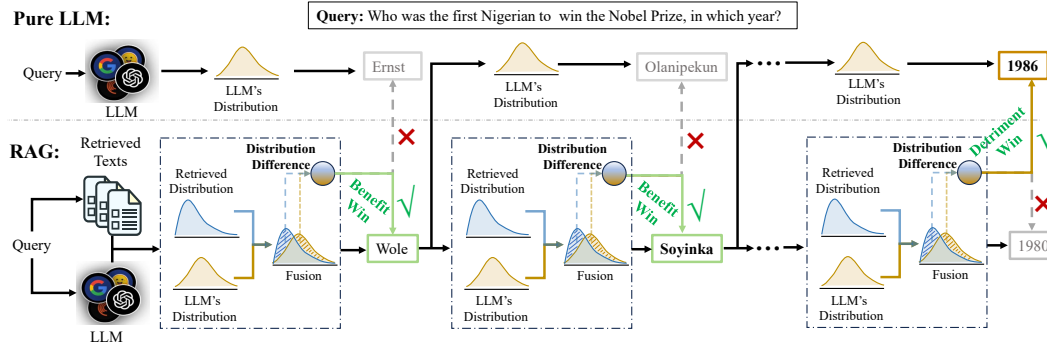 Pure LLM:
Query: Who was the first Nigerian to win the Nobel Prize, in which year?
Query
LLM
LLM's
Distribution
Ernst
LLM's
Distribution
Olanipekun
LLM's
Distribution
1986
RAG:
Retrieved
Texts
Query
LLM
Retrieved
Distribution
LLM's
Distribution
Distribution
Difference
Fusion
Benefit
Win
Wole
Retrieved
Distribution
LLM's
Distribution
Distribution
Difference
Fusion
Benefit
Win
Soyinka
Retrieved
Distribution
LLM's
Distribution
Distribution
Difference
Fusion
Detriment
Win
1980